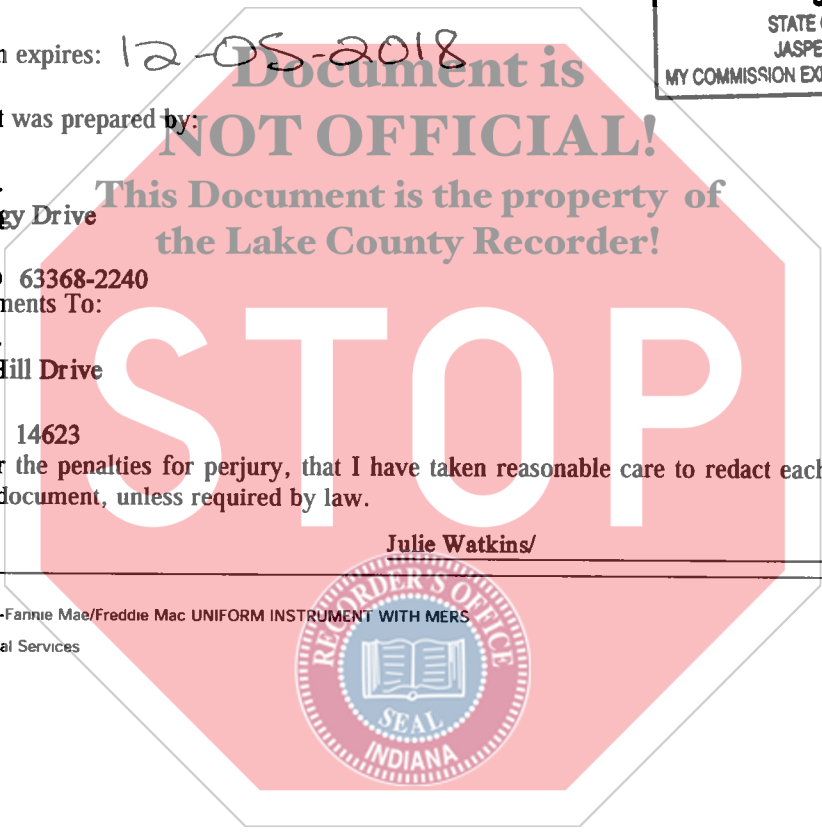 STATE
JASPE
MY COMMISSION EX
n expires: 12-05-2018
Document is
t was prepared by:
NOT OFFICIAL!
This Document is the property of
gy Drive
the Lake County Recorder!
63368-2240
nents To:
STOP
Hill Drive
14623
r the penalties for perjury, that I have taken reasonable care to redact each
document, unless required by law.
Julie Watkins/
-Fannie Mae/Freddie Mac UNIFORM INSTRUMENT WITH MERS
al Services
RECORDER'S OFFICE
SEAL
INDIANA